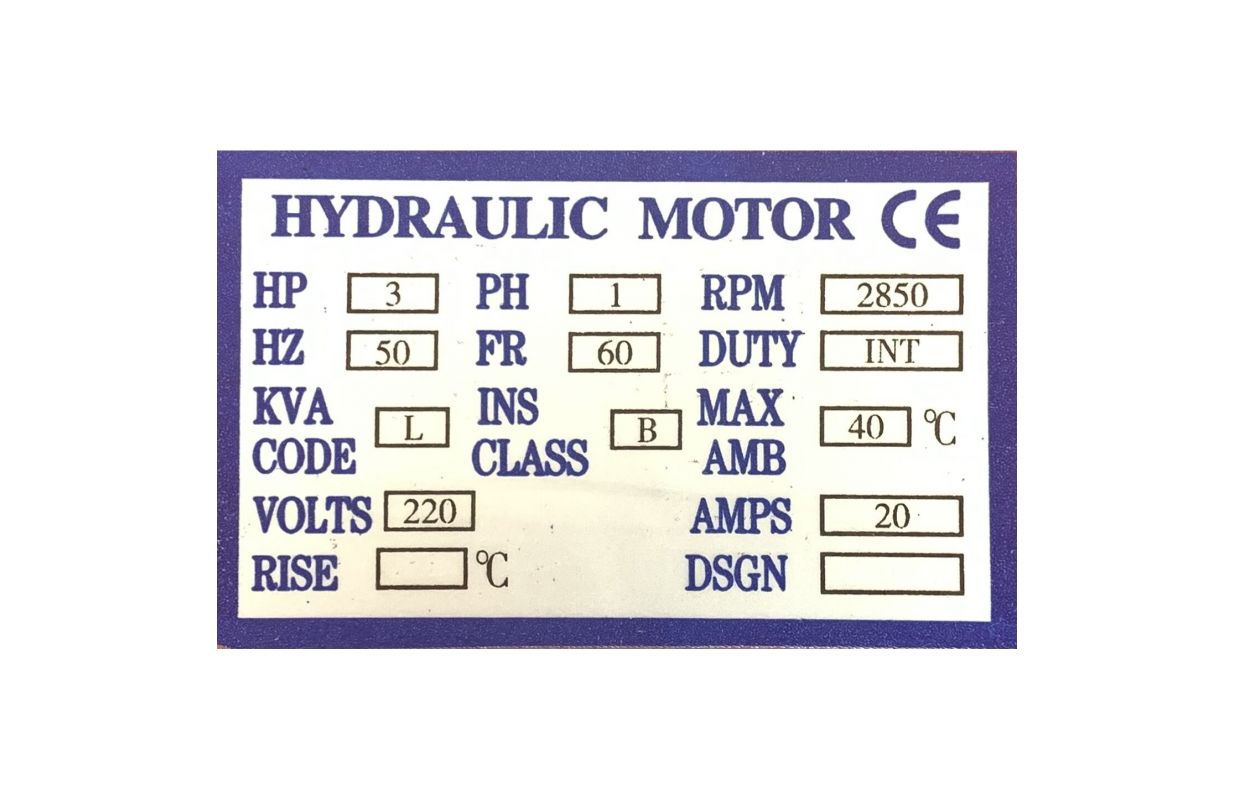 HYDRAULIC MOTOR CE
HP 3 PH 1 RPM 2850
HZ 50 FR 60 DUTY INT
KVA CODE L INS CLASS B MAX AMB 40 °C
VOLTS 220 AMPS 20
RISE °C DSGN